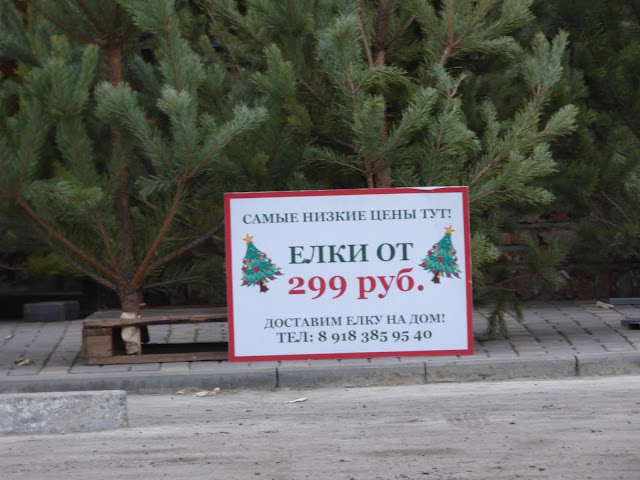 САМЫЕ НИЗКИЕ ЦЕНЫ ТУТ!
ЕЛКИ ОТ
299 руб.
ДОСТАВИМ ЕЛКУ НА ДОМ!
ТЕЛ: 8 918 385 95 40